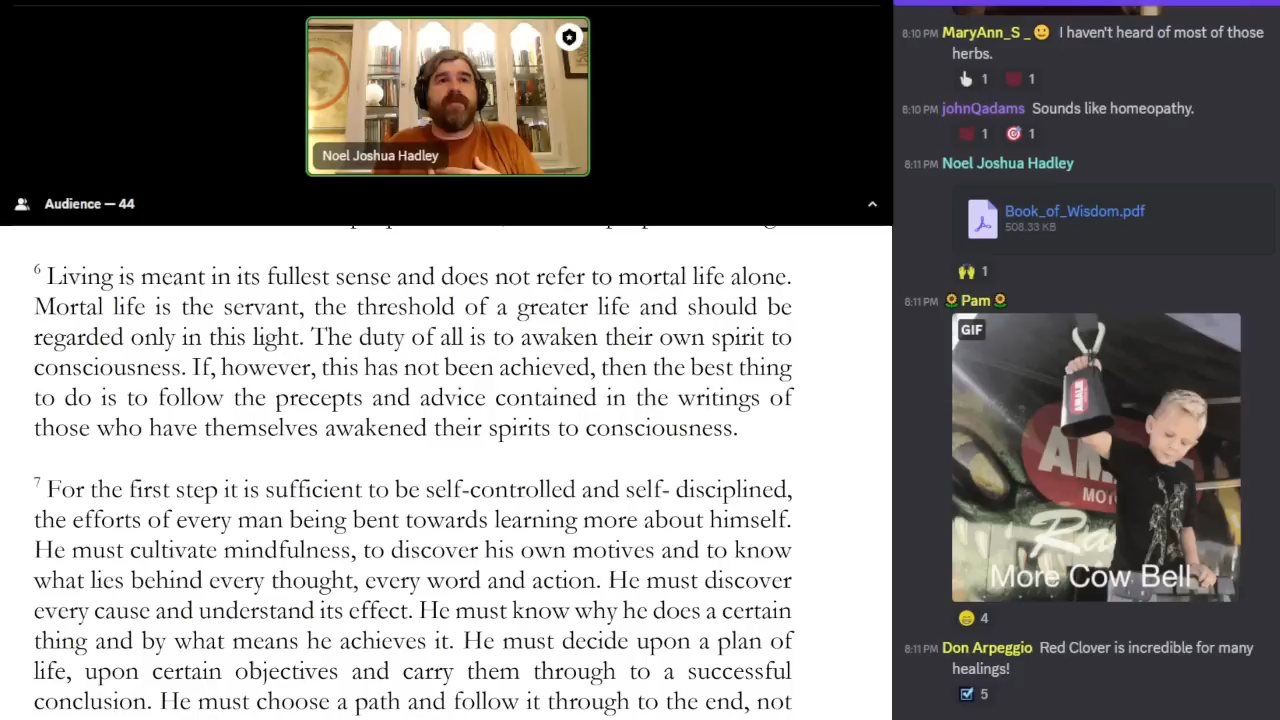 Noel Joshua Hadley
Audience — 44
6 Living is meant in its fullest sense and does not refer to mortal life alone.
Mortal life is the servant, the threshold of a greater life and should be
regarded only in this light. The duty of all is to awaken their own spirit to
consciousness. If, however, this has not been achieved, then the best thing
to do is to follow the precepts and advice contained in the writings of
those who have themselves awakened their spirits to consciousness.
7 For the first step it is sufficient to be self-controlled and self- disciplined,
the efforts of every man being bent towards learning more about himself.
He must cultivate mindfulness, to discover his own motives and to know
what lies behind every thought, every word and action. He must discover
every cause and understand its effect. He must know why he does a certain
thing and by what means he achieves it. He must decide upon a plan of
life, upon certain objectives and carry them through to a successful
conclusion. He must choose a path and follow it through to the end, not
8:10 PM MaryAnn_S _ I haven't heard of most of those
herbs.
1 1
8:10 PM johnQadams Sounds like homeopathy.
1 1
8:11 PM Noel Joshua Hadley
Book_of_Wisdom.pdf
508.33 KB
1
8:11 PM Pam
GIF
More Cow Bell
4
8:11 PM Don Arpeggio Red Clover is incredible for many
healings!
5